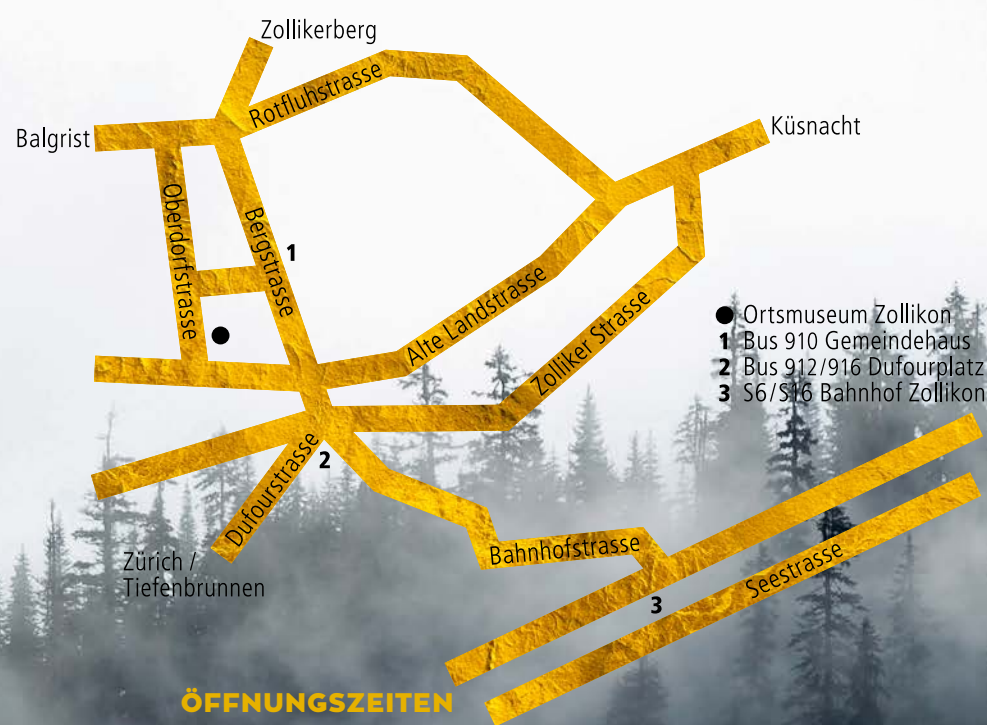 Zollikerberg
Rotfluhstrasse
Balgrist
Küsnacht
Oberdorfstrasse
Bergstrasse
1
Alte Landstrasse
Zolliker Strasse
● Ortsmuseum Zollikon
1 Bus 910 Gemeindehaus
2 Bus 912/916 Dufourplatz
3 S6/S16 Bahnhof Zollikon
Dufourstrasse
2
Zürich /
Tiefenbrunnen
Bahnhofstrasse
Seestrasse
3
ÖFFNUNGSZEITEN